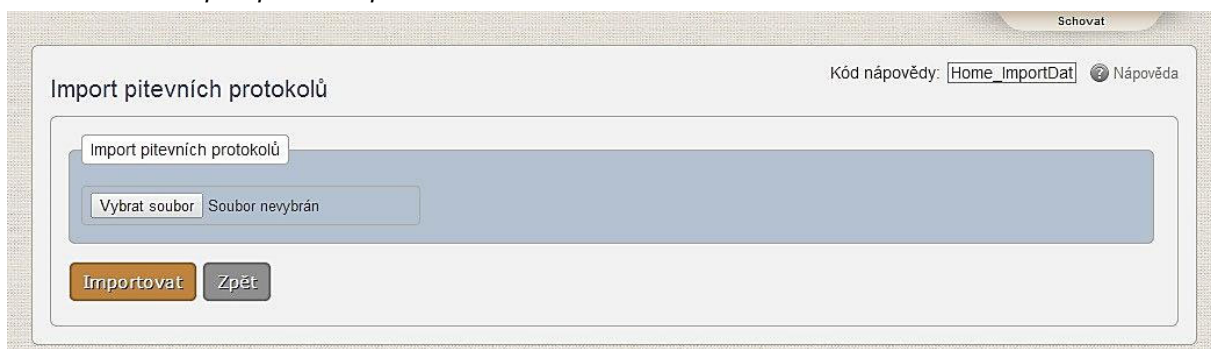 Schovat
Kód nápovědy: Home_ImportDat Nápověda
Import pitevních protokolů
Import pitevních protokolů
Vybrat soubor Soubor nevybrán
Importovat Zpět